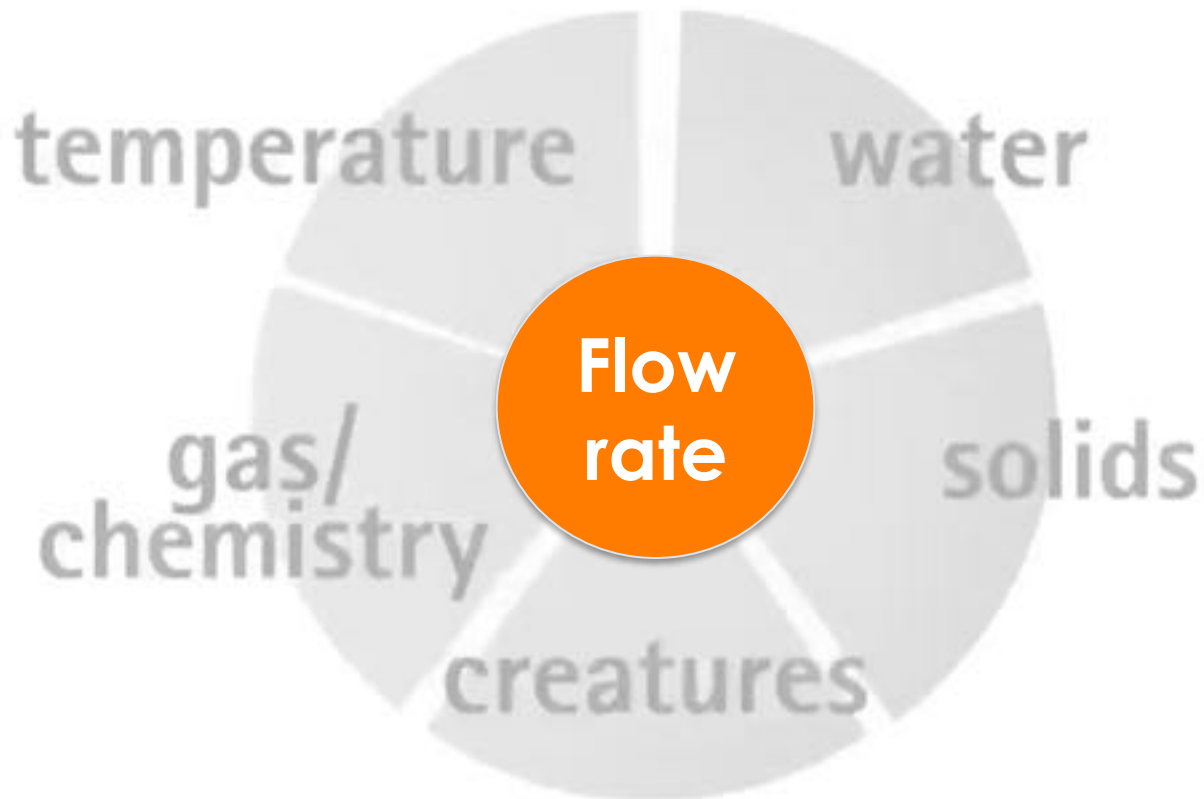 temperature
water
Flow
rate
gas/
chemistry
solids
creatures